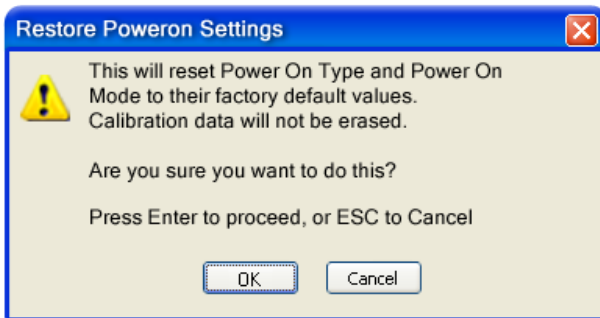 Restore Poweron Settings
This will reset Power On Type and Power On
Mode to their factory default values.
Calibration data will not be erased.
Are you sure you want to do this?
Press Enter to proceed, or ESC to Cancel
OK
Cancel